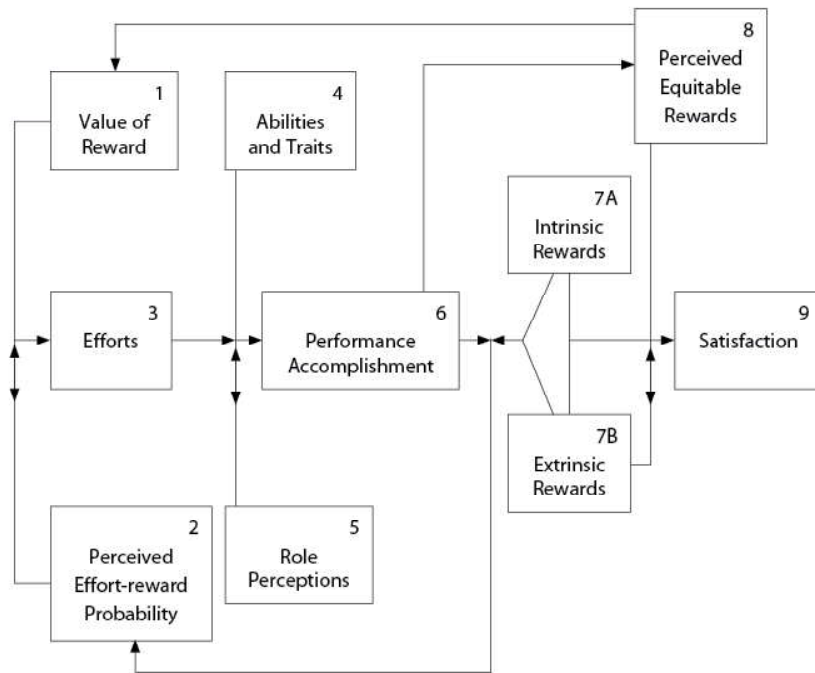 8
Perceived
Equitable
Rewards
1
Value of
Reward
4
Abilities
and Traits
7A
Intrinsic
Rewards
3
Efforts
6
Performance
Accomplishment
9
Satisfaction
7B
Extrinsic
Rewards
2
Perceived
Effort-reward
Probability
5
Role
Perceptions